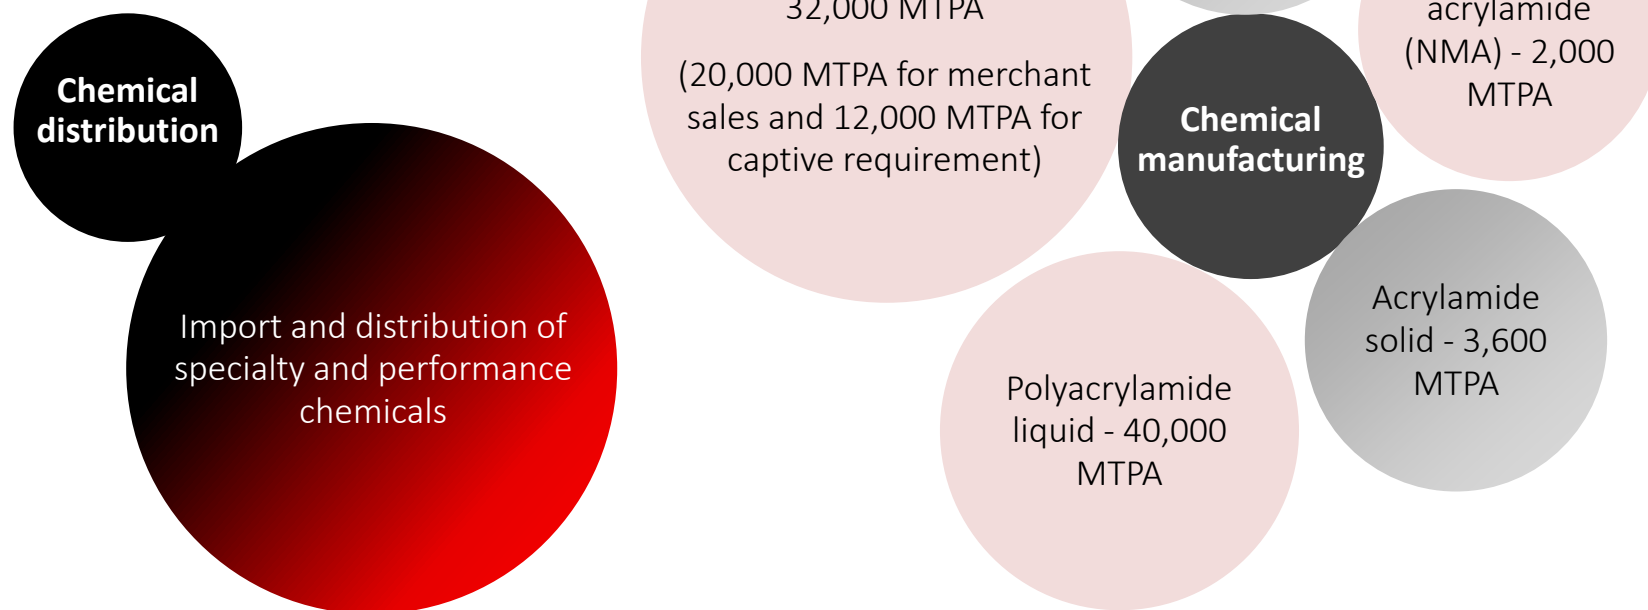 Chemical
distribution
Import and distribution of
specialty and performance
chemicals
32,000 MTPA
(20,000 MTPA for merchant
sales and 12,000 MTPA for
captive requirement)
Chemical
manufacturing
acrylamide
(NMA) - 2,000
MTPA
Acrylamide
solid - 3,600
MTPA
Polyacrylamide
liquid - 40,000
MTPA